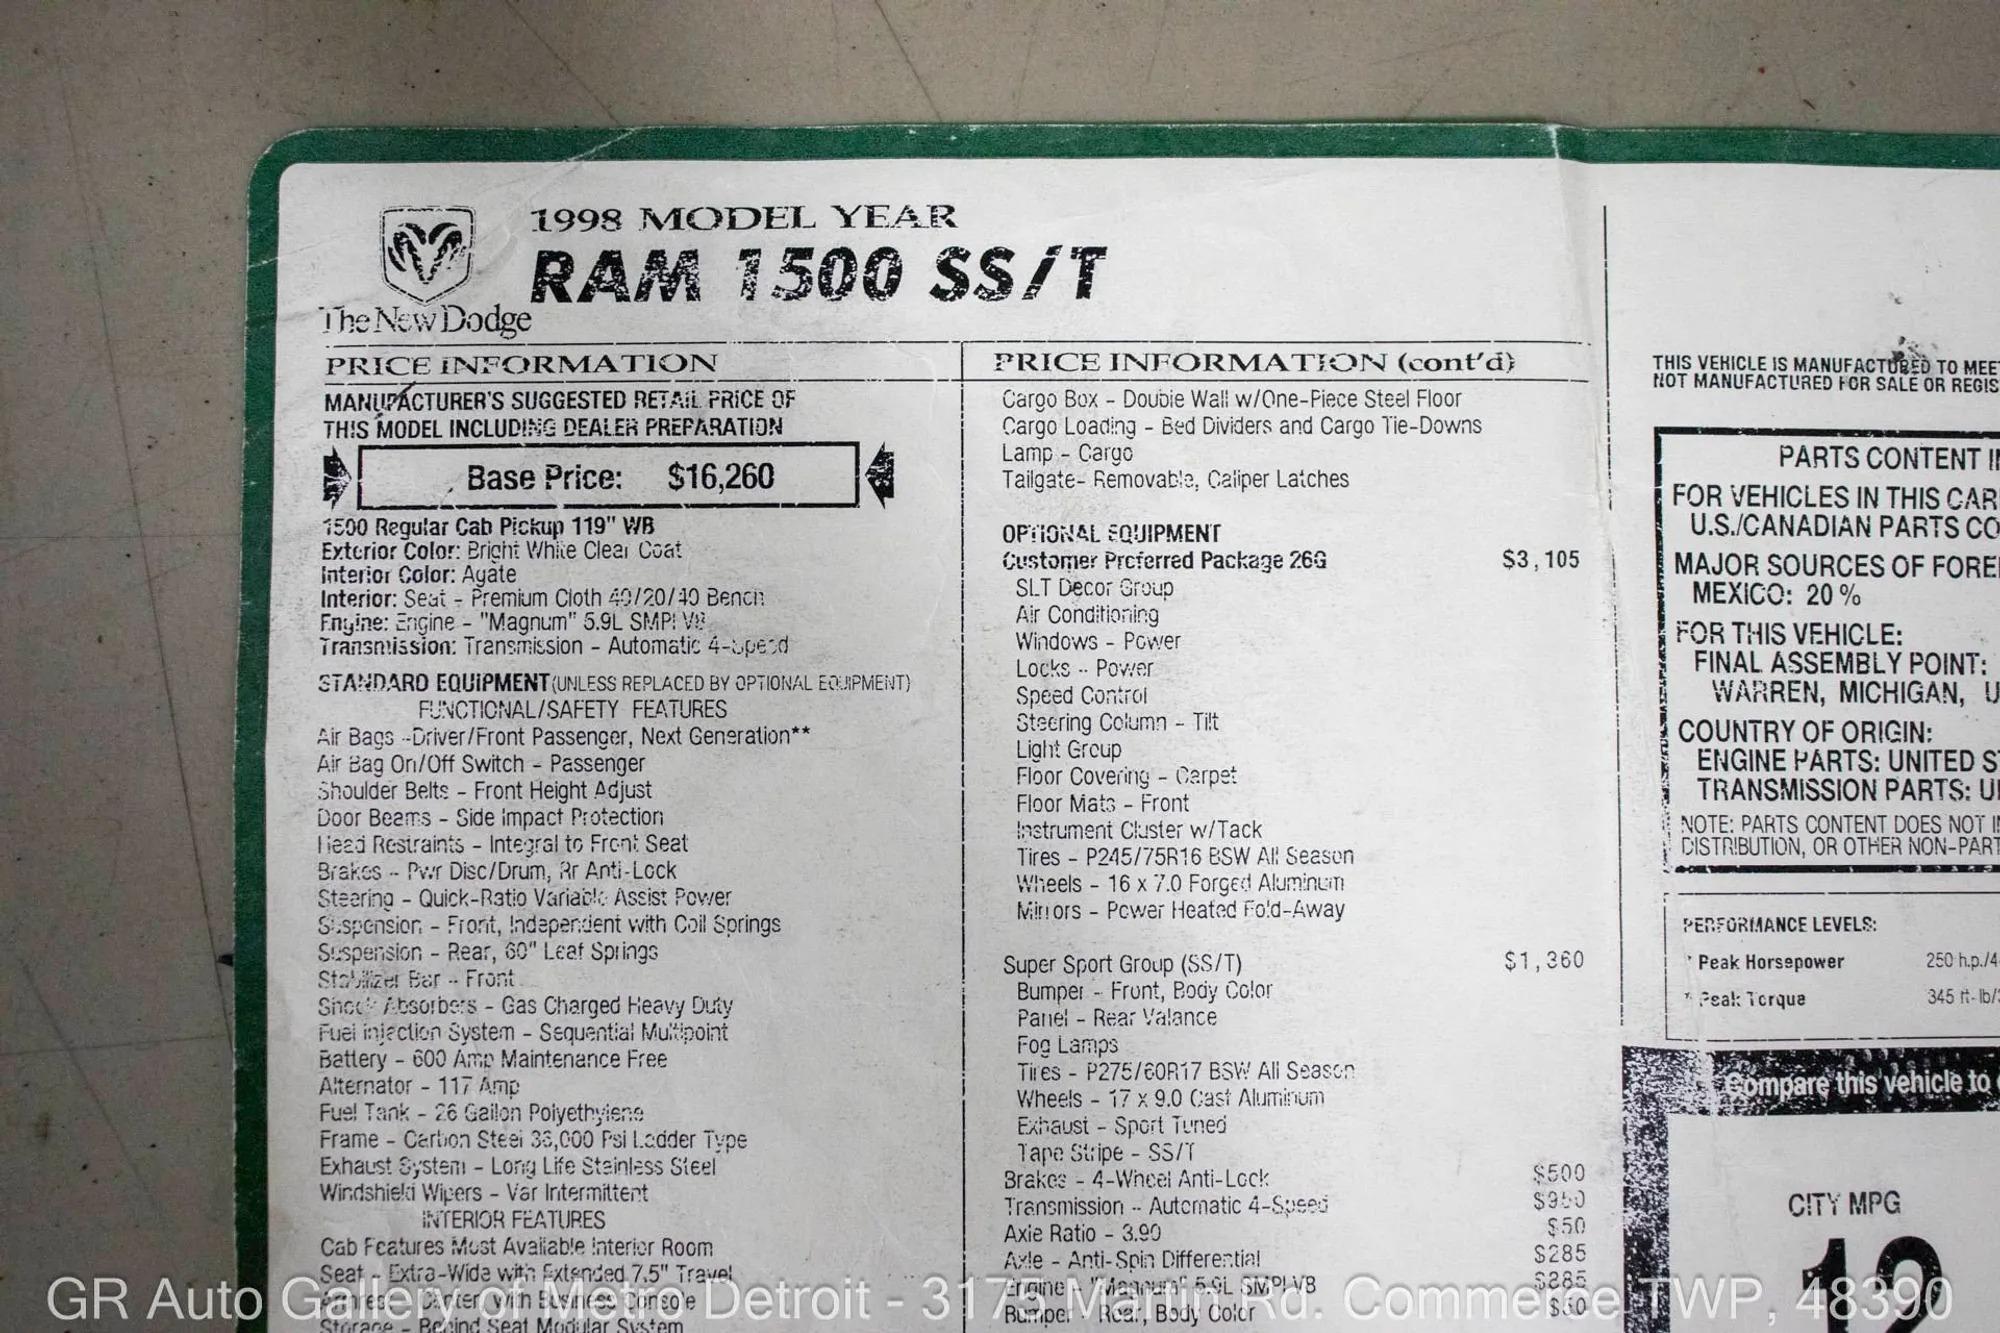 1998 MODEL YEAR
RAM 1500 SS/T
The New Dodge
PRICE INFORMATION
MANUFACTURER'S SUGGESTED RETAIL PRICE OF
THIS MODEL INCLUDING DEALER PREPARATION
Base Price: $16,260
1500 Regular Cab Pickup 119" WB
Exterior Color: Bright White Clear Coat
Interior Color: Agate
Interior: Seat - Premium Cloth 40/20/40 Bench
Engine: Engine - "Magnum" 5.9L SMPI V8
Transmission: Transmission - Automatic 4-Speed
STANDARD EQUIPMENT (UNLESS REPLACED BY OPTIONAL EQUIPMENT)
FUNCTIONAL/SAFETY FEATURES
Air Bags -Driver/Front Passenger, Next Generation**
Air Bag On/Off Switch - Passenger
Shoulder Belts - Front Height Adjust
Door Beams - Side Impact Protection
Head Restraints - Integral to Front Seat
Brakes - Pwr Disc/Drum, Rr Anti-Lock
Steering - Quick-Ratio Variable Assist Power
Suspension - Front, Independent with Coil Springs
Suspension - Rear, 60" Leaf Springs
Stabilizer Bar - Front
Shock Absorbers - Gas Charged Heavy Duty
Fuel Injection System - Sequential Multipoint
Battery - 600 Amp Maintenance Free
Alternator - 117 Amp
Fuel Tank - 26 Gallon Polyethylene
Frame - Carbon Steel 36,000 Psi Ladder Type
Exhaust System - Long Life Stainless Steel
Windshield Wipers - Var Intermittent
INTERIOR FEATURES
Cab Features Most Available Interior Room
Seat - Extra-Wide with Extended 7.5" Travel
Armrest - Center, with Business Console
Storage - Behind Seat Modular System
PRICE INFORMATION (cont'd)
Cargo Box - Double Wall w/One-Piece Steel Floor
Cargo Loading - Bed Dividers and Cargo Tie-Downs
Lamp - Cargo
Tailgate- Removable, Caliper Latches
OPTIONAL EQUIPMENT
Customer Preferred Package 26G $3,105
SLT Decor Group
Air Conditioning
Windows - Power
Locks - Power
Speed Control
Steering Column - Tilt
Light Group
Floor Covering - Carpet
Floor Mats - Front
Instrument Cluster w/Tack
Tires - P245/75R16 BSW All Season
Wheels - 16 x 7.0 Forged Aluminum
Mirrors - Power Heated Fold-Away
Super Sport Group (SS/T) $1,360
Bumper - Front, Body Color
Panel - Rear Valance
Fog Lamps
Tires - P275/60R17 BSW All Season
Wheels - 17 x 9.0 Cast Aluminum
Exhaust - Sport Tuned
Tape Stripe - SS/T
Brakes - 4-Wheel Anti-Lock $500
Transmission - Automatic 4-Speed $950
Axle Ratio - 3.90 $50
Axle - Anti-Spin Differential $285
Engine - "Magnum" 5.9L SMPI V8
Bumper - Rear, Body Color $50
THIS VEHICLE IS MANUFACTURED TO MEET
NOT MANUFACTURED FOR SALE OR REGIS
PARTS CONTENT IN
FOR VEHICLES IN THIS CAR
U.S./CANADIAN PARTS CO
MAJOR SOURCES OF FOREI
MEXICO: 20 %
FOR THIS VEHICLE:
FINAL ASSEMBLY POINT:
WARREN, MICHIGAN, U
COUNTRY OF ORIGIN:
ENGINE PARTS: UNITED S
TRANSMISSION PARTS: U
NOTE: PARTS CONTENT DOES NOT I
DISTRIBUTION, OR OTHER NON-PART
PERFORMANCE LEVELS:
* Peak Horsepower 250 h.p./4
* Peak Torque 345 ft-lb/3
Compare this vehicle to
CITY MPG
12
GR Auto Gallery of Metro Detroit - Rd. Commerce TWP, 48390